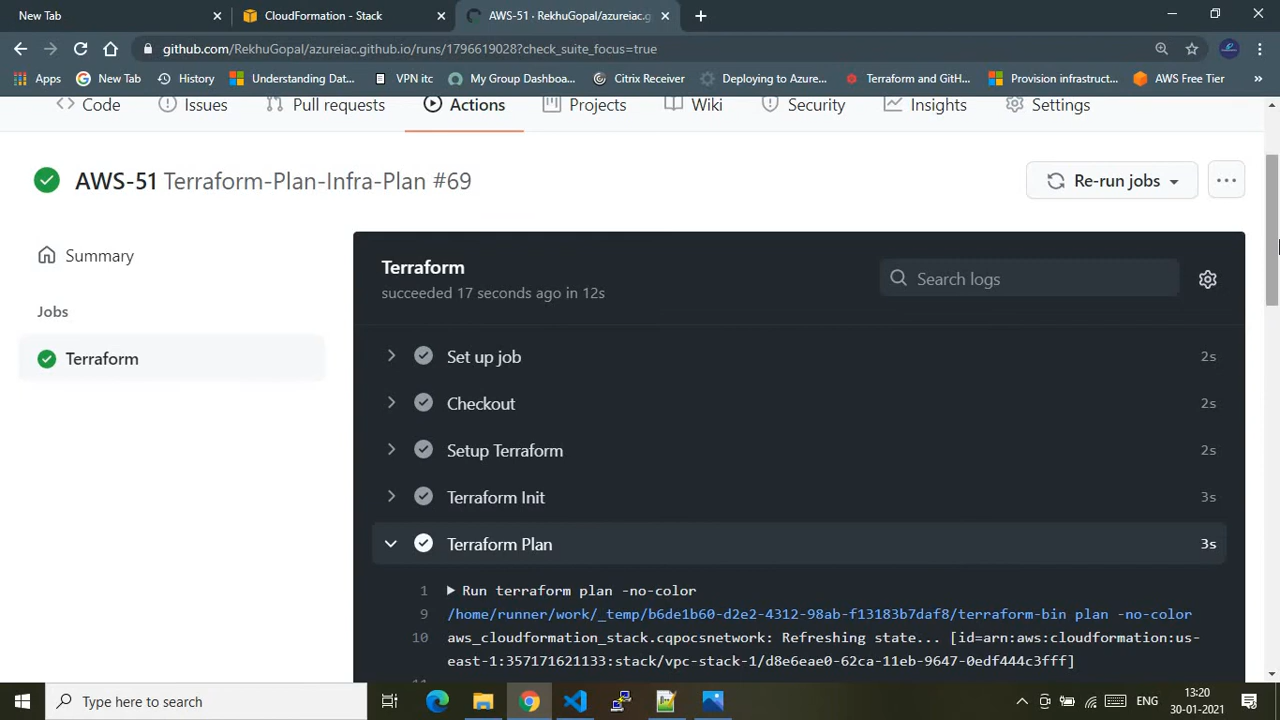 New Tab
CloudFormation - Stack
AWS-51 · RekhuGopal/azureiac.g
github.com/RekhuGopal/azureiac.github.io/runs/1796619028?check_suite_focus=true
Apps
New Tab
History
Understanding Dat...
VPN itc
My Group Dashboa...
Citrix Receiver
Deploying to Azure...
Terraform and GitH...
Provision infrastruct...
AWS Free Tier
»
Code
Issues
Pull requests
Actions
Projects
Wiki
Security
Insights
Settings
AWS-51 Terraform-Plan-Infra-Plan #69
Re-run jobs
Summary
Jobs
Terraform
Terraform
succeeded 17 seconds ago in 12s
Search logs
Set up job 2s
Checkout 2s
Setup Terraform 2s
Terraform Init 3s
Terraform Plan 3s
1 Run terraform plan -no-color
9 /home/runner/work/_temp/b6de1b60-d2e2-4312-98ab-f13183b7daf8/terraform-bin plan -no-color
10 aws_cloudformation_stack.cqpocsnetwork: Refreshing state... [id=arn:aws:cloudformation:us-
east-1:357171621133:stack/vpc-stack-1/d8e6eae0-62ca-11eb-9647-0edf444c3fff]
Type here to search
ENG
13:20
30-01-2021